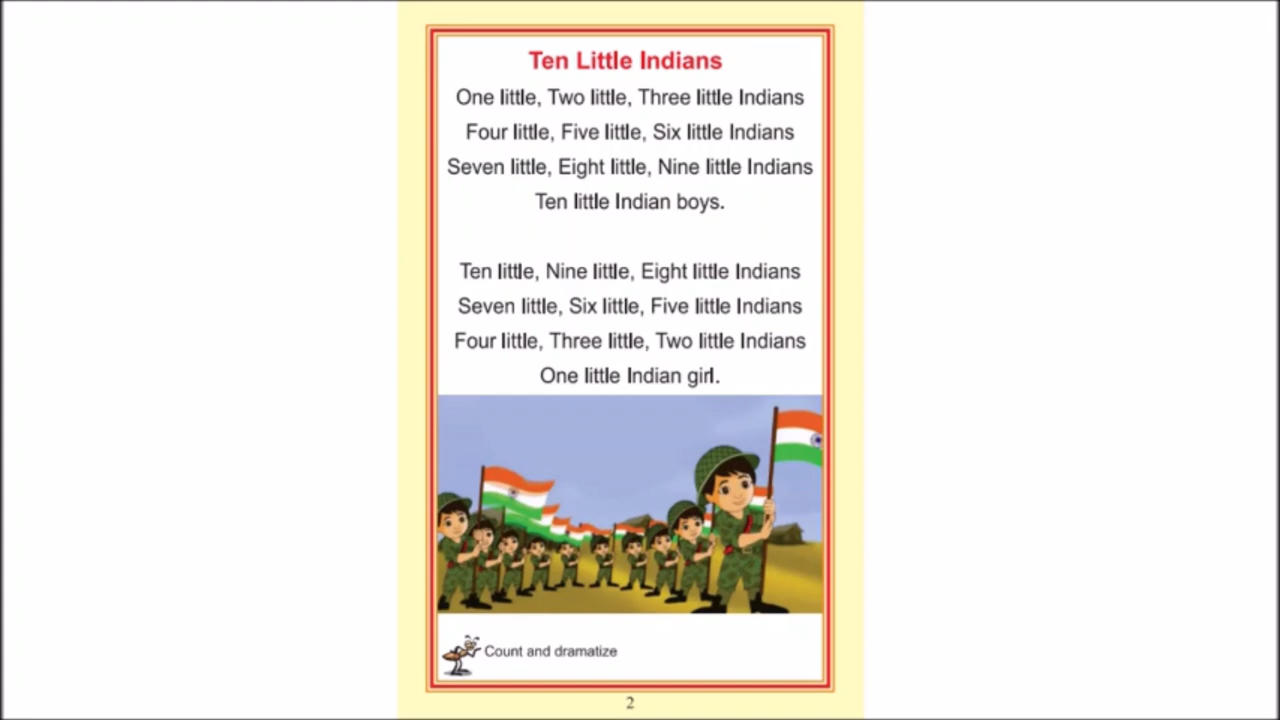 Ten Little Indians
One little, Two little, Three little Indians
Four little, Five little, Six little Indians
Seven little, Eight little, Nine little Indians
Ten little Indian boys.
Ten little, Nine little, Eight little Indians
Seven little, Six little, Five little Indians
Four little, Three little, Two little Indians
One little Indian girl.
Count and dramatize
2